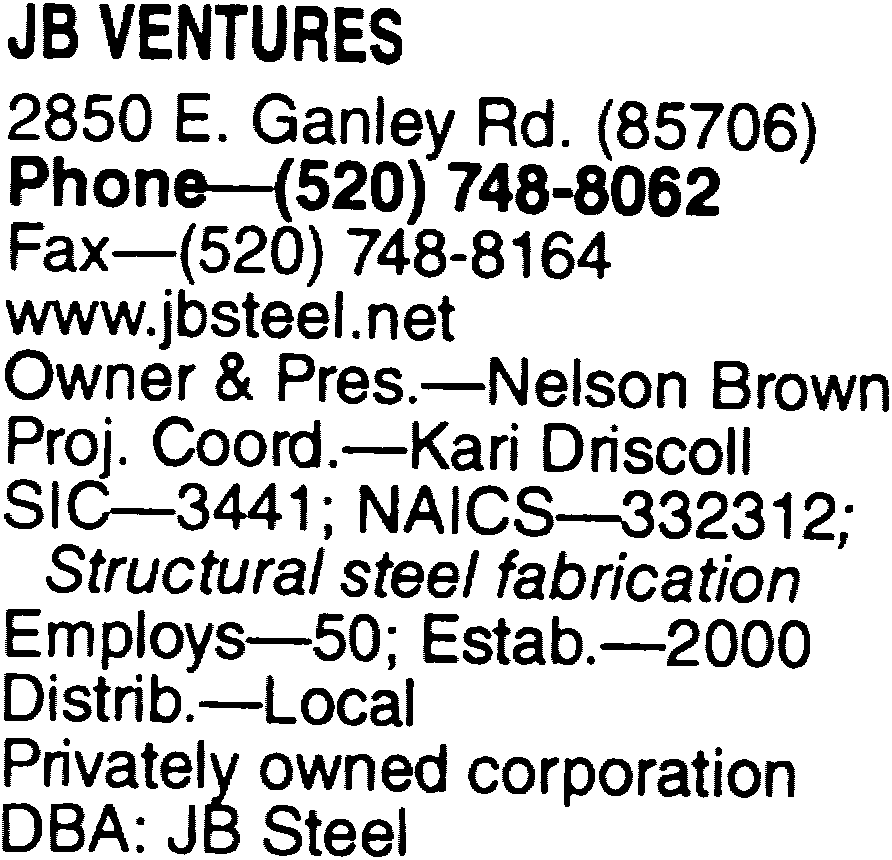 JB VENTURES
2850 E. Ganley Rd. (85706)
Phone—(520) 748-8062
Fax—(520) 748-8164
www.jbsteel.net
Owner & Pres.—Nelson Brown
Proj. Coord.—Kari Driscoll
SIC—3441; NAICS—332312;
Structural steel fabrication
Employs—50; Estab.—2000
Distrib.—Local
Privately owned corporation
DBA: JB Steel